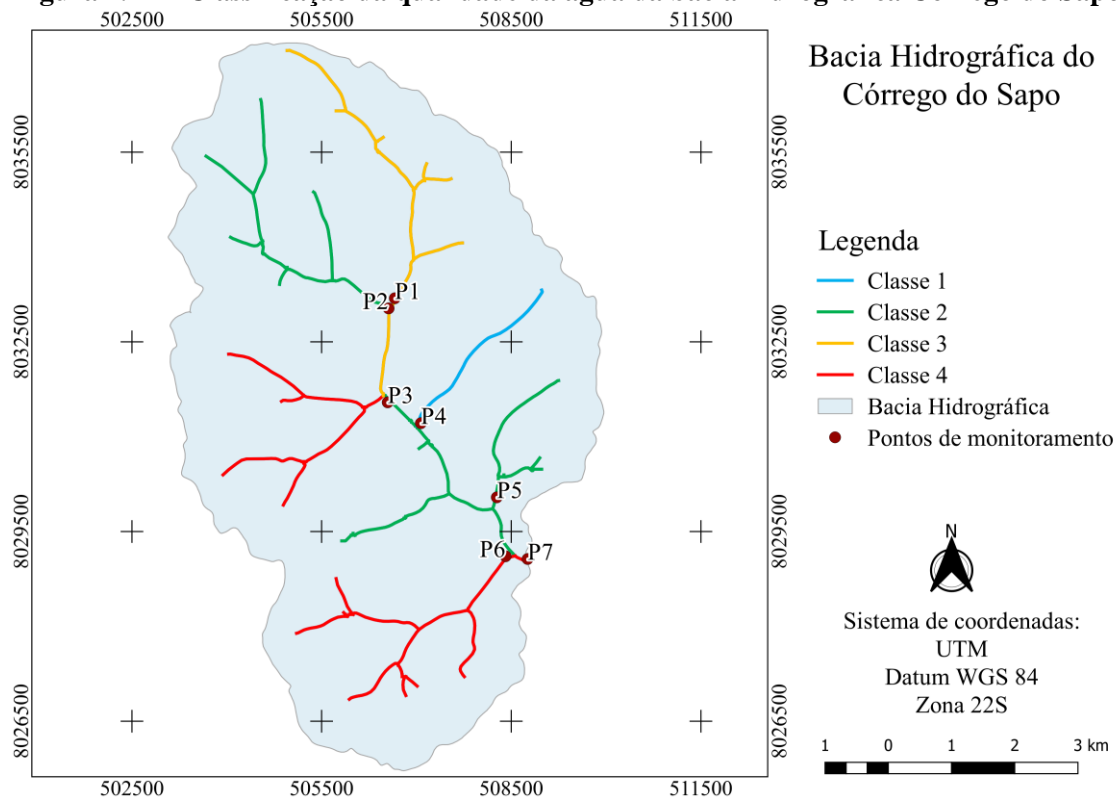 502500 505500 508500 511500
Bacia Hidrográfica do
Córrego do Sapo
8035500 8035500
Legenda
Classe 1
Classe 2
P1
P2
8032500 8032500
Classe 3
Classe 4
P3
Bacia Hidrográfica
P4
Pontos de monitoramento
P5
8029500 8029500
P6 P7
N
Sistema de coordenadas:
UTM
Datum WGS 84
Zona 22S
8026500 8026500
1 0 1 2 3 km
502500 505500 508500 511500